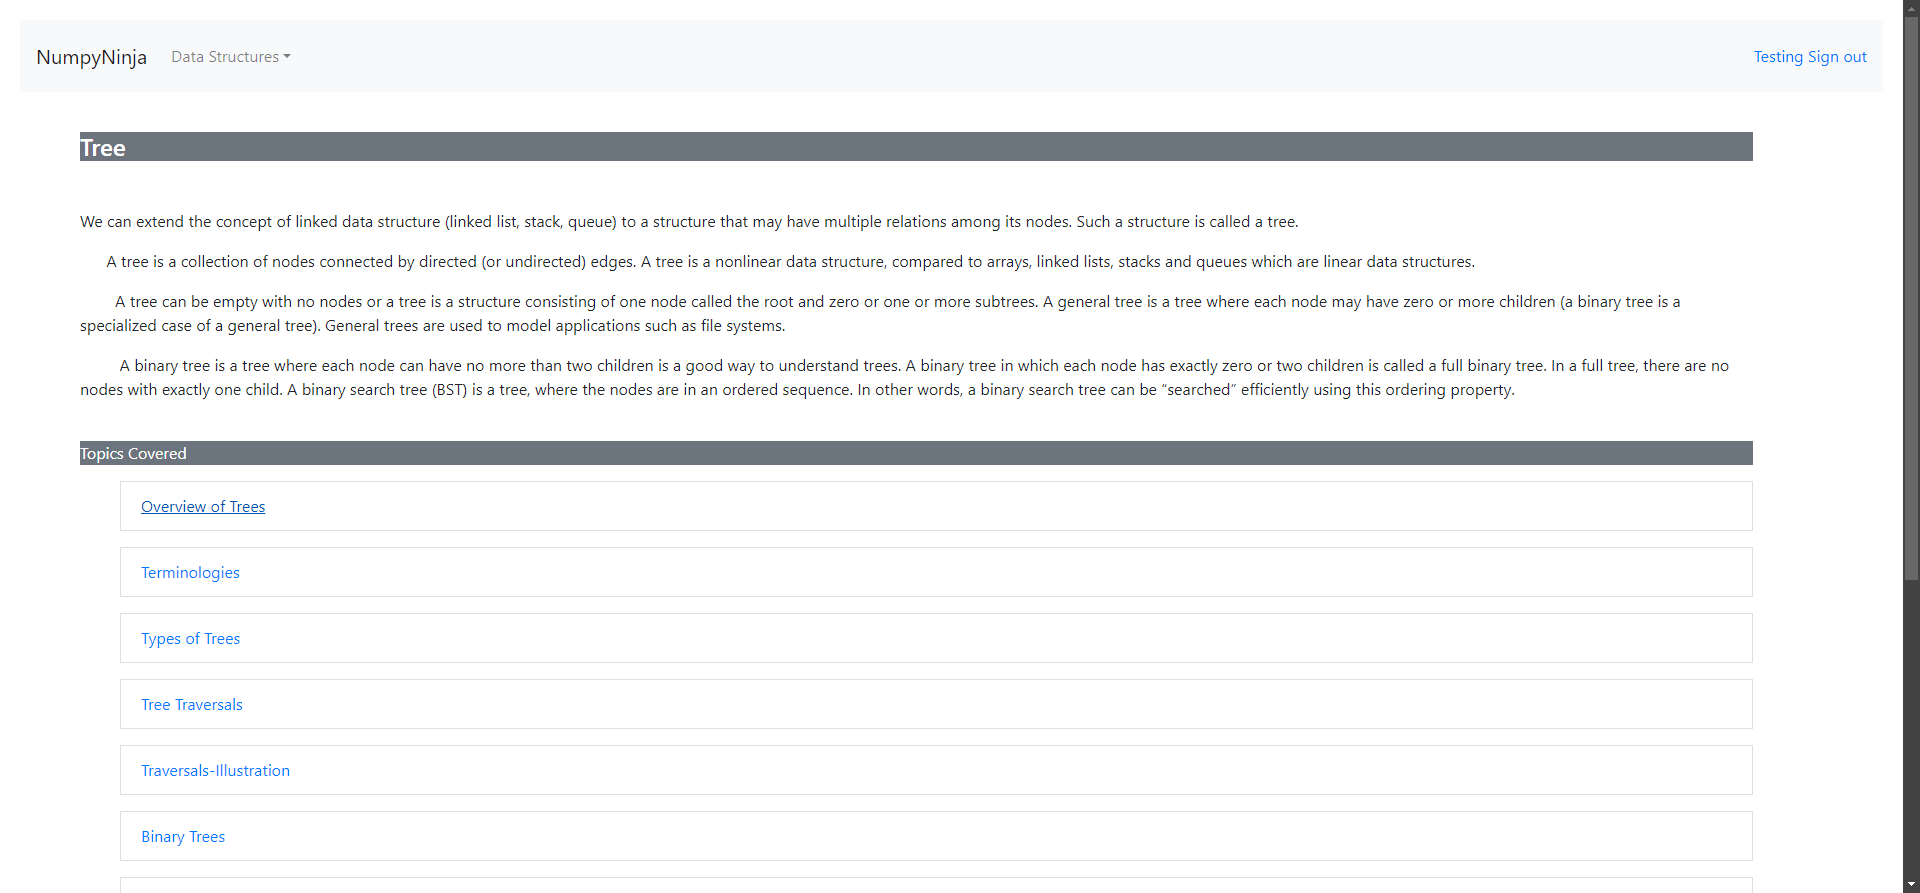 NumpyNinja Data Structures Testing Sign out
Tree
We can extend the concept of linked data structure (linked list, stack, queue) to a structure that may have multiple relations among its nodes. Such a structure is called a tree.
A tree is a collection of nodes connected by directed (or undirected) edges. A tree is a nonlinear data structure, compared to arrays, linked lists, stacks and queues which are linear data structures.
A tree can be empty with no nodes or a tree is a structure consisting of one node called the root and zero or one or more subtrees. A general tree is a tree where each node may have zero or more children (a binary tree is a
specialized case of a general tree). General trees are used to model applications such as file systems.
A binary tree is a tree where each node can have no more than two children is a good way to understand trees. A binary tree in which each node has exactly zero or two children is called a full binary tree. In a full tree, there are no
nodes with exactly one child. A binary search tree (BST) is a tree, where the nodes are in an ordered sequence. In other words, a binary search tree can be “searched” efficiently using this ordering property.
Topics Covered
Overview of Trees
Terminologies
Types of Trees
Tree Traversals
Traversals-Illustration
Binary Trees